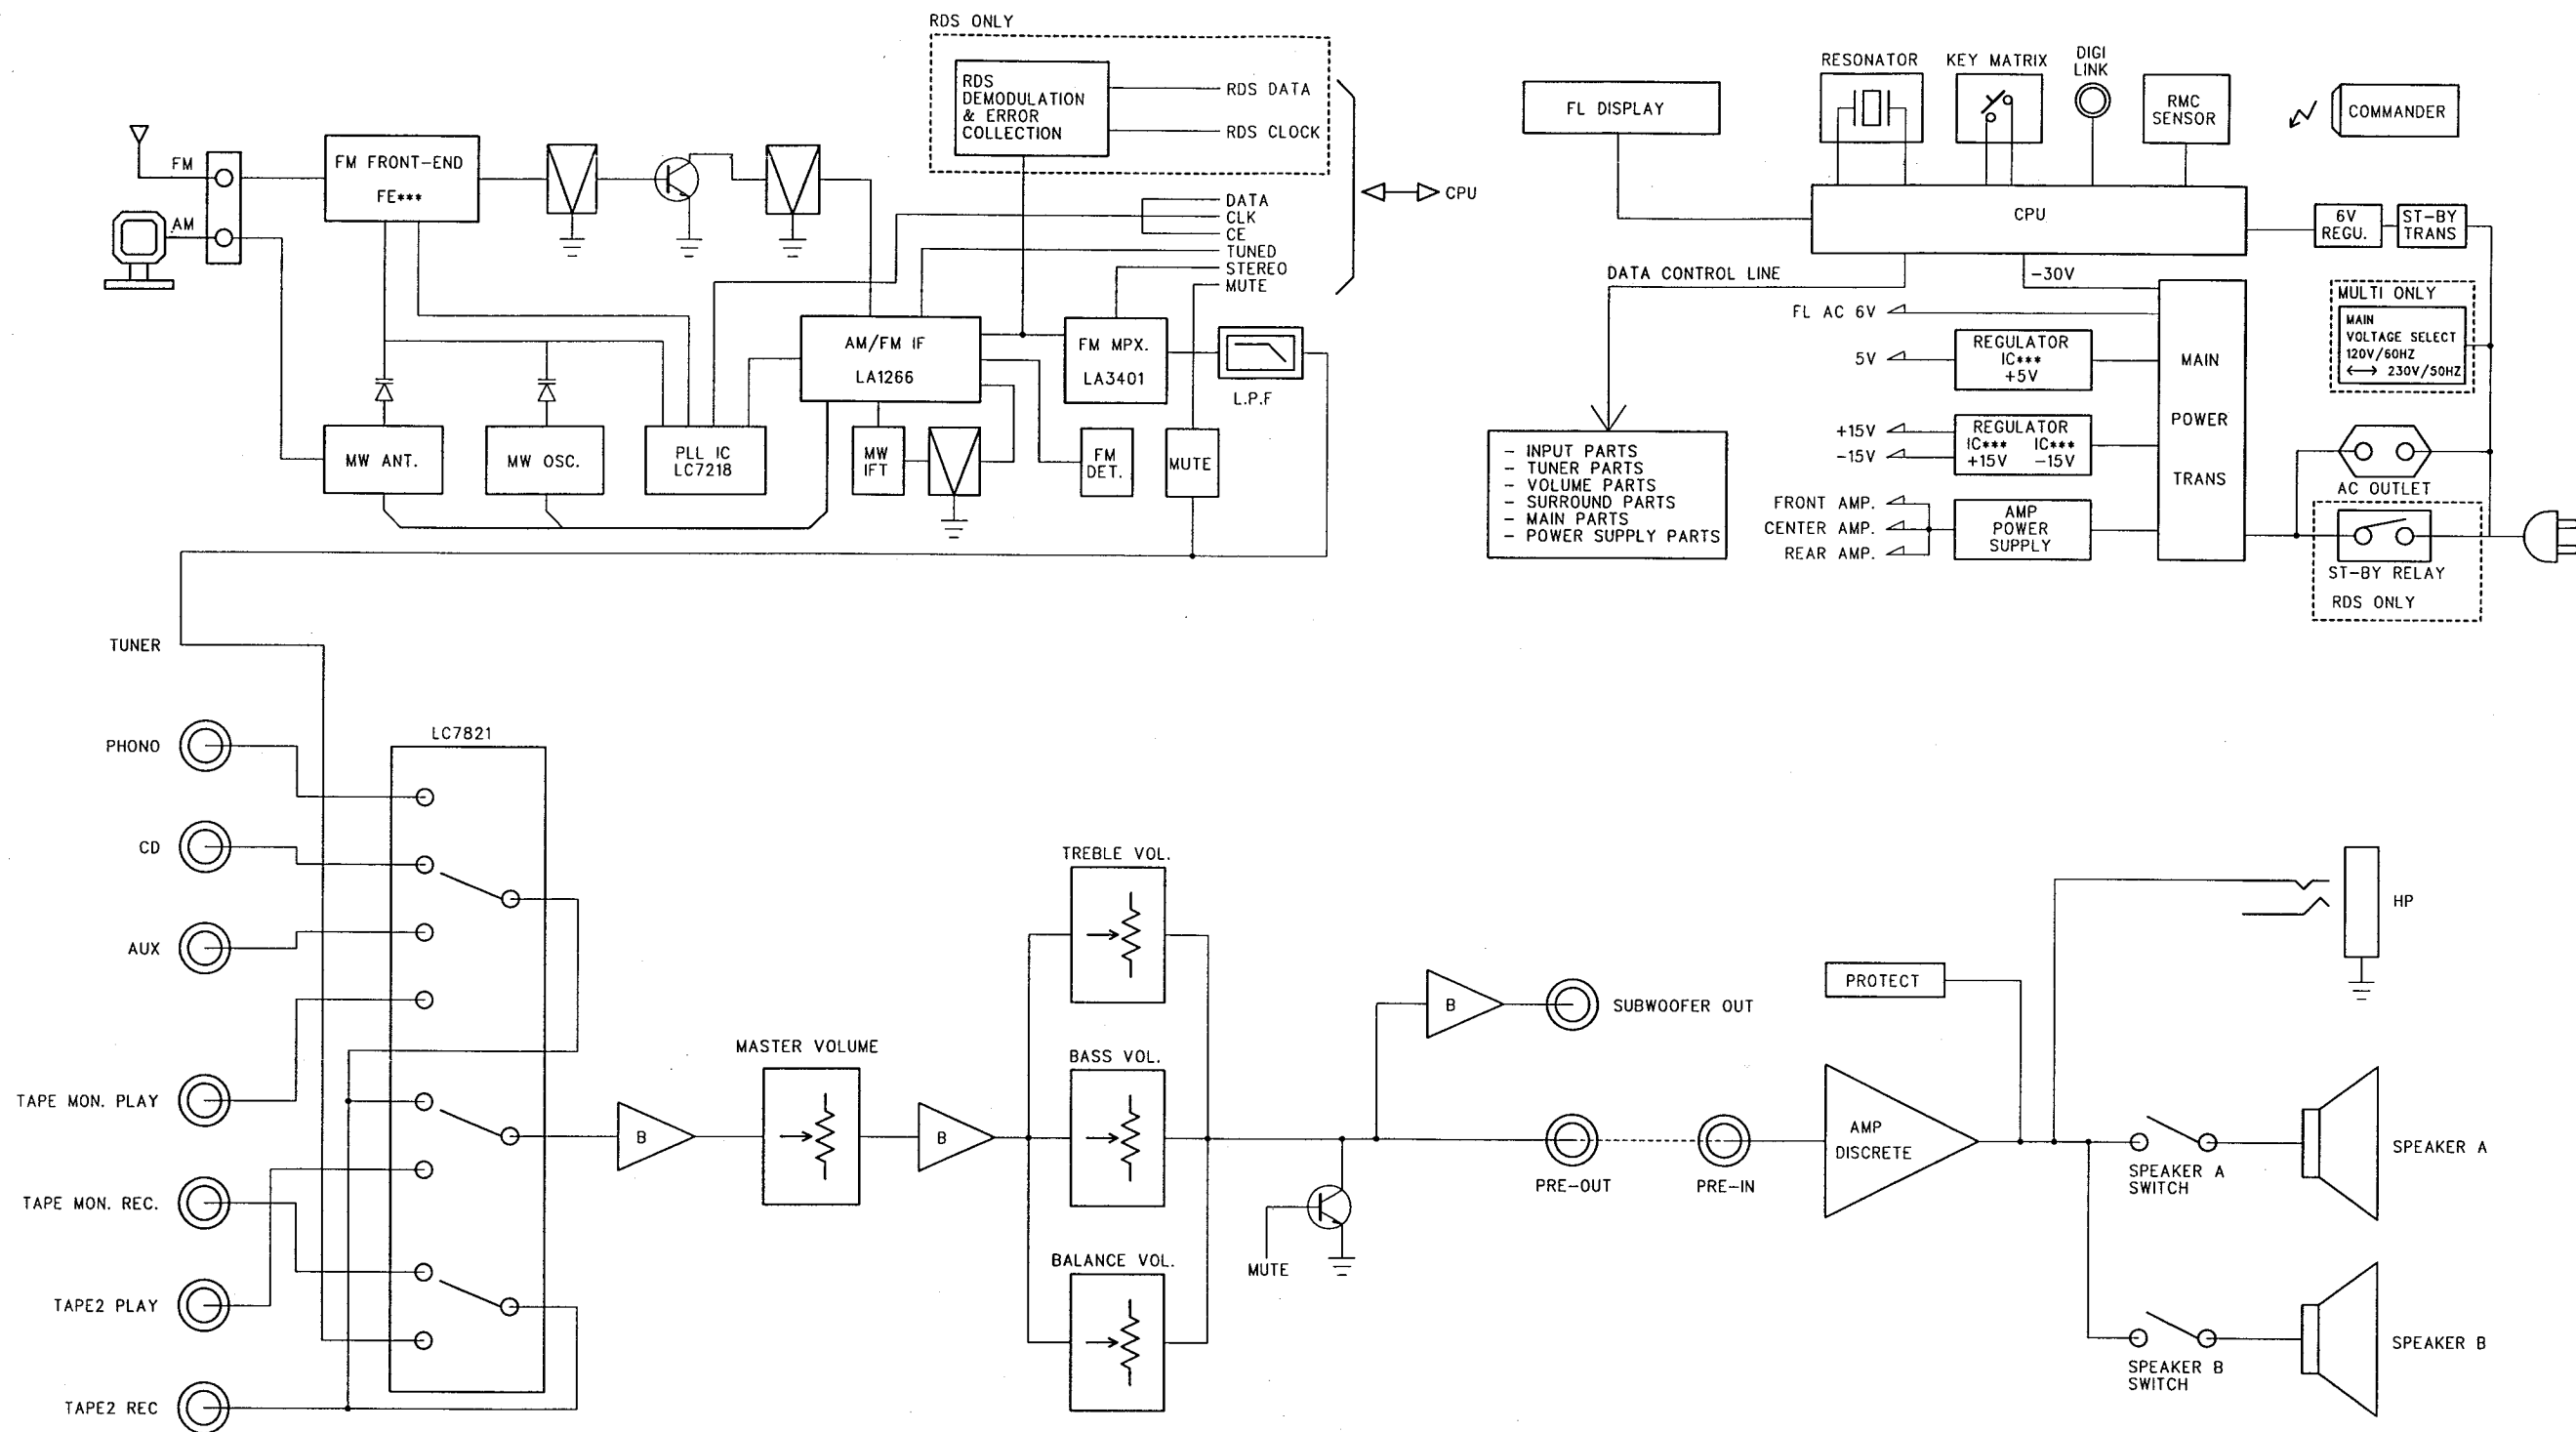 RDS ONLY
RDS
DEMODULATION
& ERROR
COLLECTION
RDS DATA
RDS CLOCK
FM
AM
FM FRONT-END
FE***
DATA
CLK
CE
TUNED
STEREO
MUTE
CPU
AM/FM IF
LA1266
FM MPX.
LA3401
L.P.F
MW ANT.
MW OSC.
PLL IC
LC7218
MW
IFT
FM
DET.
MUTE
FL DISPLAY
RESONATOR
KEY MATRIX
DIGI
LINK
RMC
SENSOR
COMMANDER
CPU
6V
REGU.
ST-BY
TRANS
DATA CONTROL LINE
-30V
FL AC 6V
5V
REGULATOR
IC***
+5V
+15V
-15V
REGULATOR
IC*** IC***
+15V -15V
FRONT AMP.
CENTER AMP.
REAR AMP.
AMP
POWER
SUPPLY
MAIN
POWER
TRANS
MULTI ONLY
MAIN
VOLTAGE SELECT
120V/60HZ
↔ 230V/50HZ
AC OUTLET
ST-BY RELAY
RDS ONLY
- INPUT PARTS
- TUNER PARTS
- VOLUME PARTS
- SURROUND PARTS
- MAIN PARTS
- POWER SUPPLY PARTS
TUNER
PHONO
CD
AUX
TAPE MON. PLAY
TAPE MON. REC.
TAPE2 PLAY
TAPE2 REC
LC7821
B
MASTER VOLUME
B
TREBLE VOL.
BASS VOL.
BALANCE VOL.
B
SUBWOOFER OUT
MUTE
PRE-OUT
PRE-IN
PROTECT
AMP
DISCRETE
HP
SPEAKER A
SWITCH
SPEAKER A
SPEAKER B
SWITCH
SPEAKER B